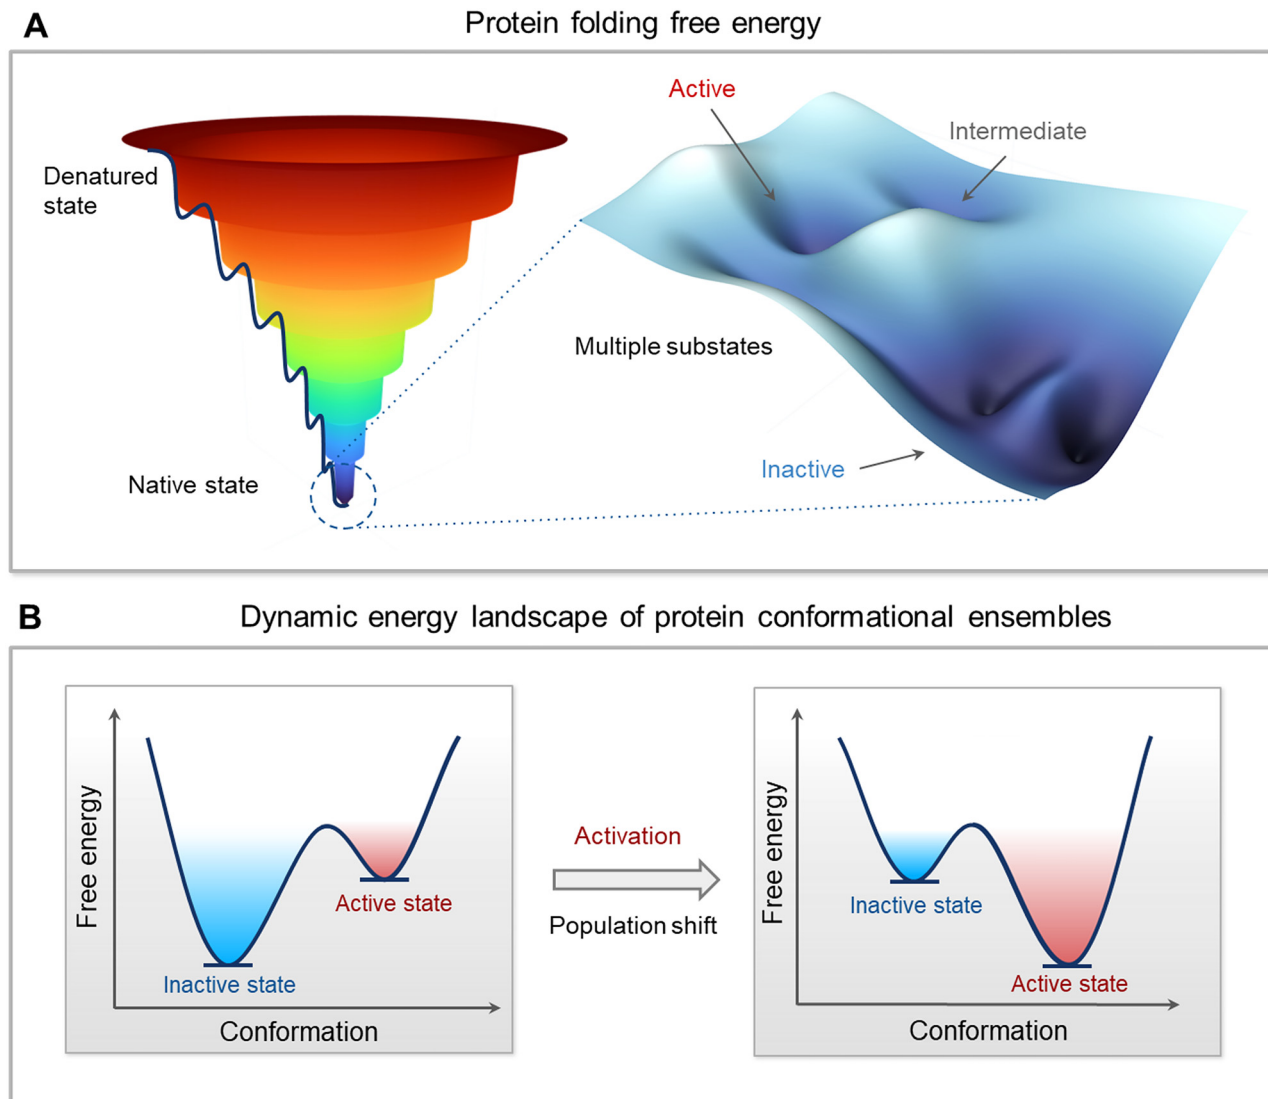 A
Protein folding free energy
Active
Intermediate
Denatured
state
Multiple substates
Inactive
Native state
B
Dynamic energy landscape of protein conformational ensembles
Free energy
Active state
Inactive state
Conformation
Activation
Population shift
Free energy
Inactive state
Active state
Conformation